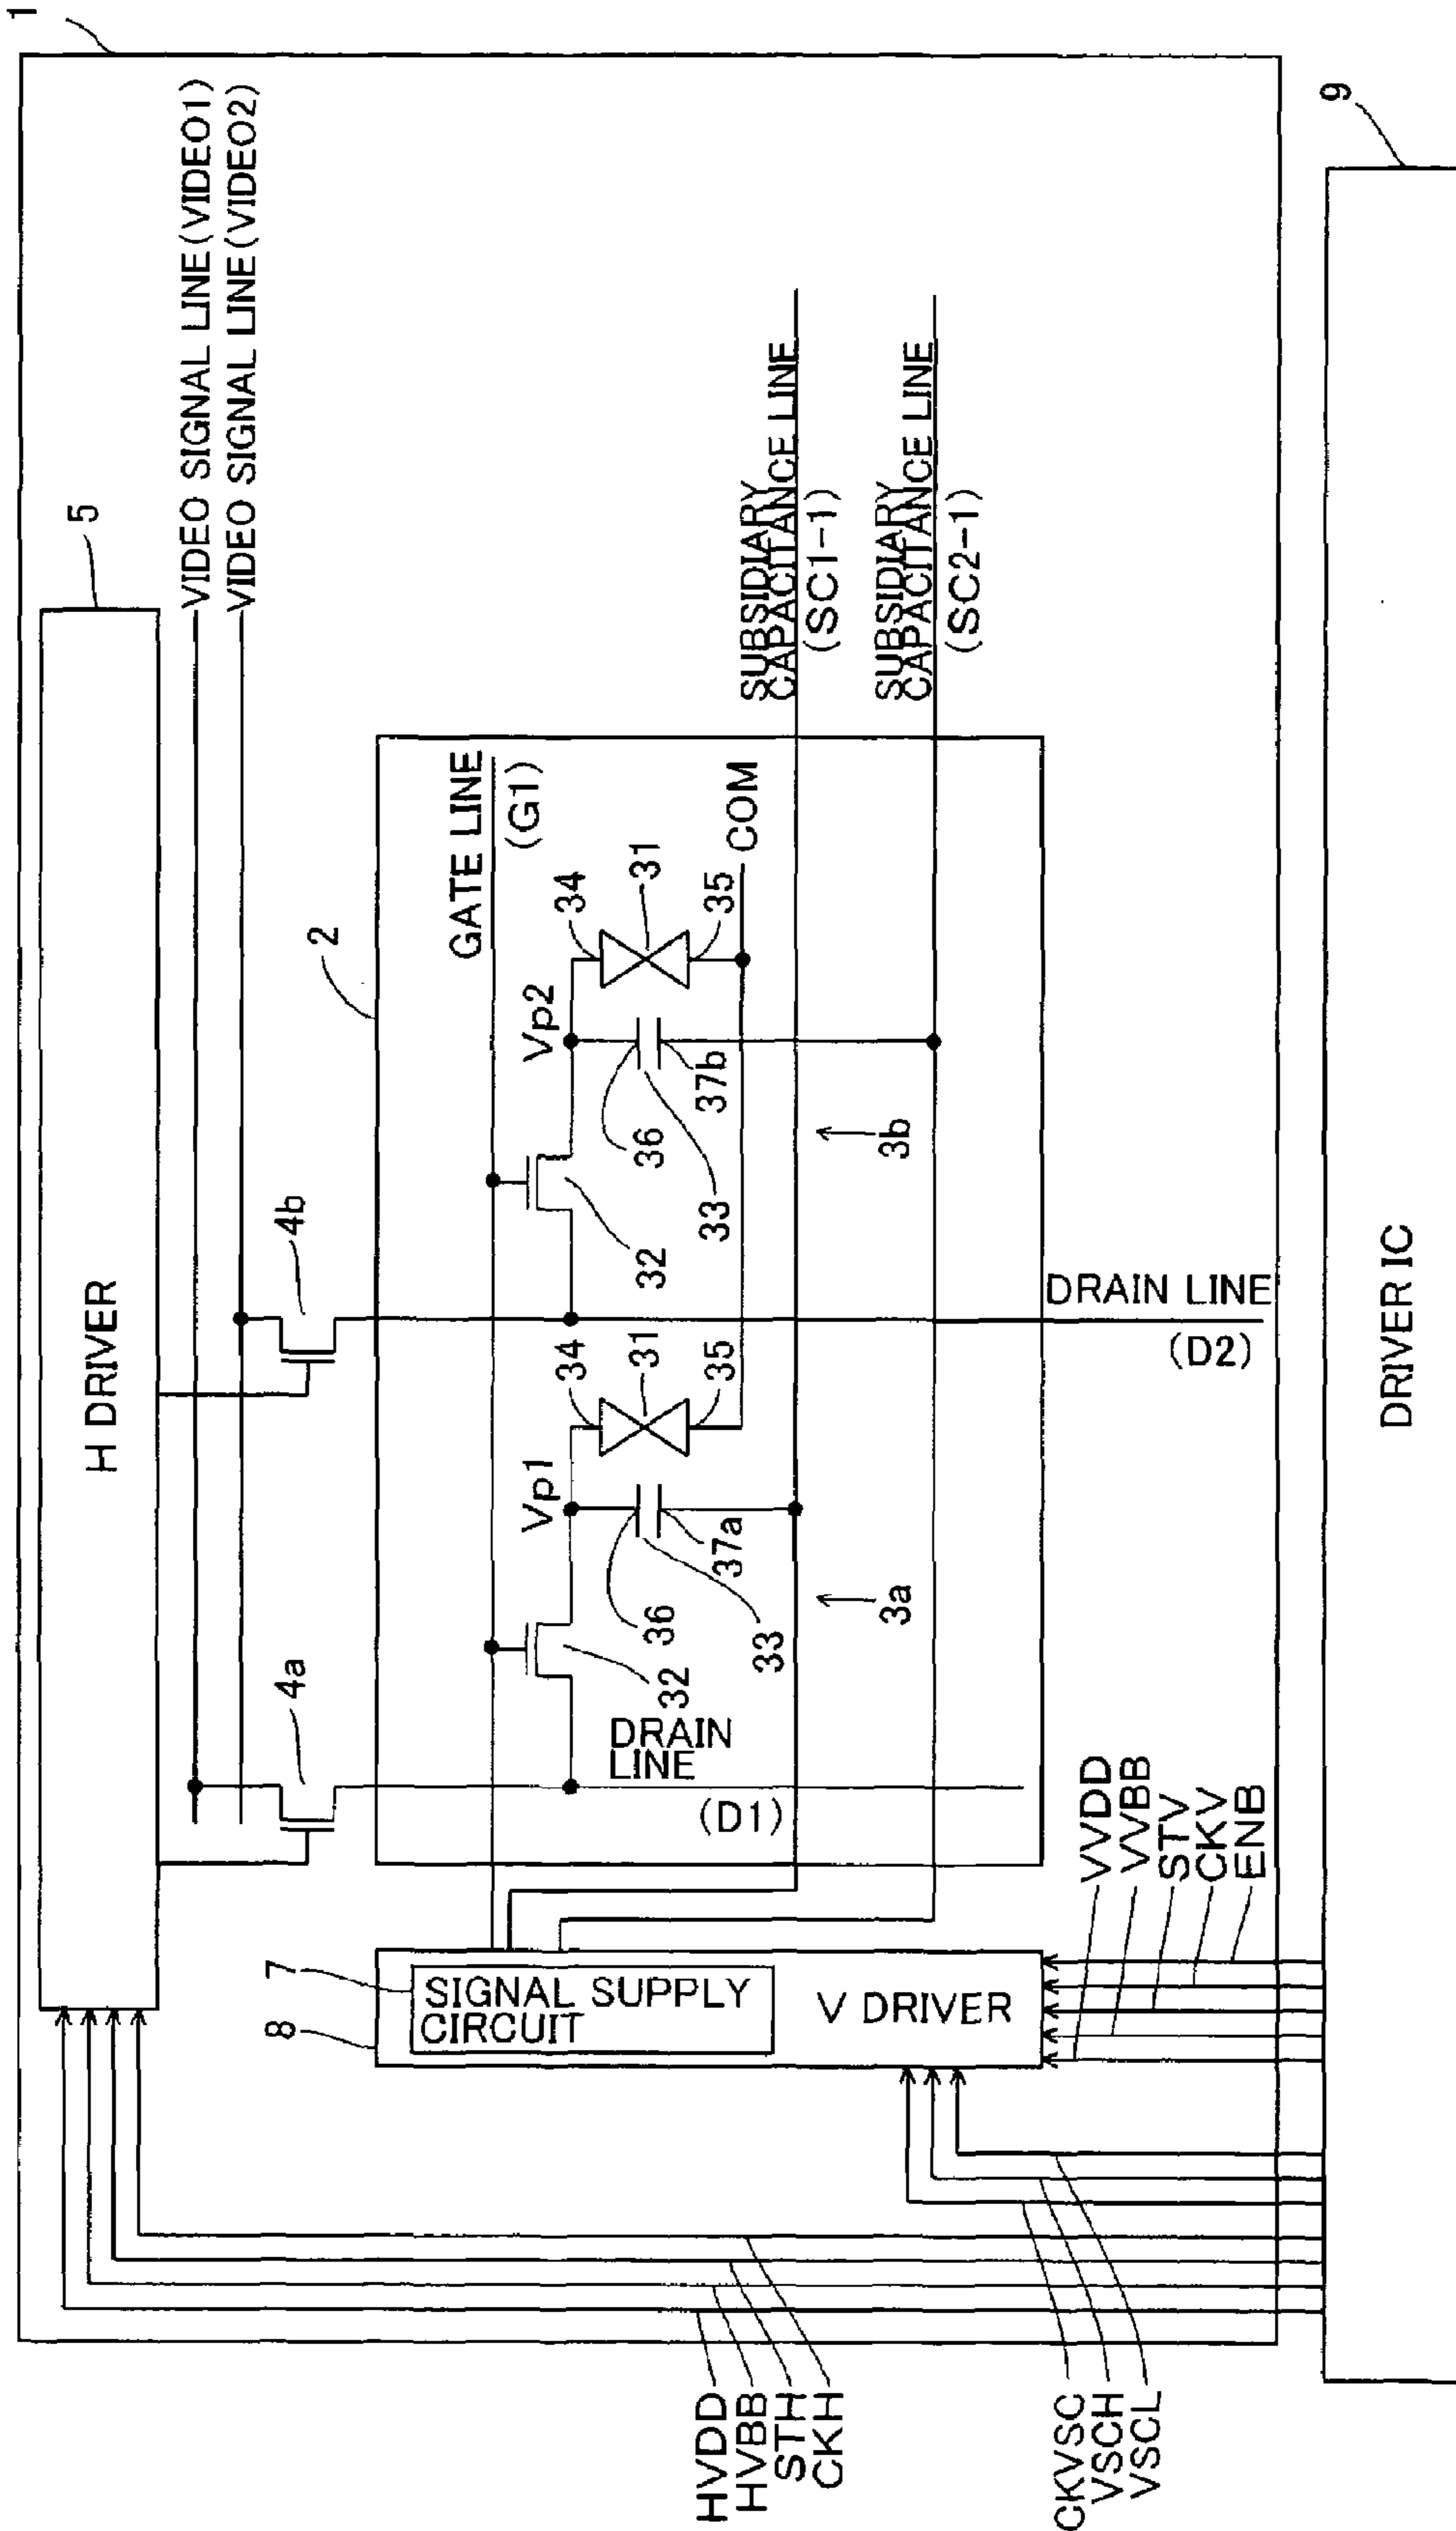 1
5
H DRIVER
VIDEO SIGNAL LINE(VIDEO1)
VIDEO SIGNAL LINE(VIDEO2)
4a
4b
2
GATE LINE
(G1)
Vp1
Vp2
34
31
35
34
31
35
COM
36
33
37a
36
33
37b
32
32
DRAIN
LINE
(D1)
3a
3b
SUBSIDIARY
CAPACITANCE LINE
(SC1-1)
SUBSIDIARY
CAPACITANCE LINE
(SC2-1)
DRAIN LINE
(D2)
7
8
SIGNAL SUPPLY
CIRCUIT
V DRIVER
VVDD
VVBB
STV
CKV
ENB
HVDD
HVBB
STH
CKH
CKVSC
VSCH
VSCL
9
DRIVER IC